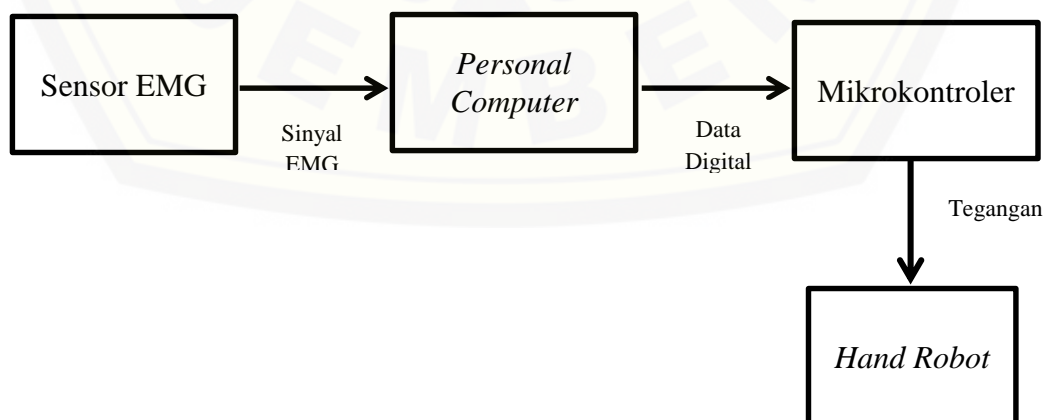 Sensor EMG
Sinyal
EMG
Personal
Computer
Data
Digital
Mikrokontroler
Tegangan
Hand Robot